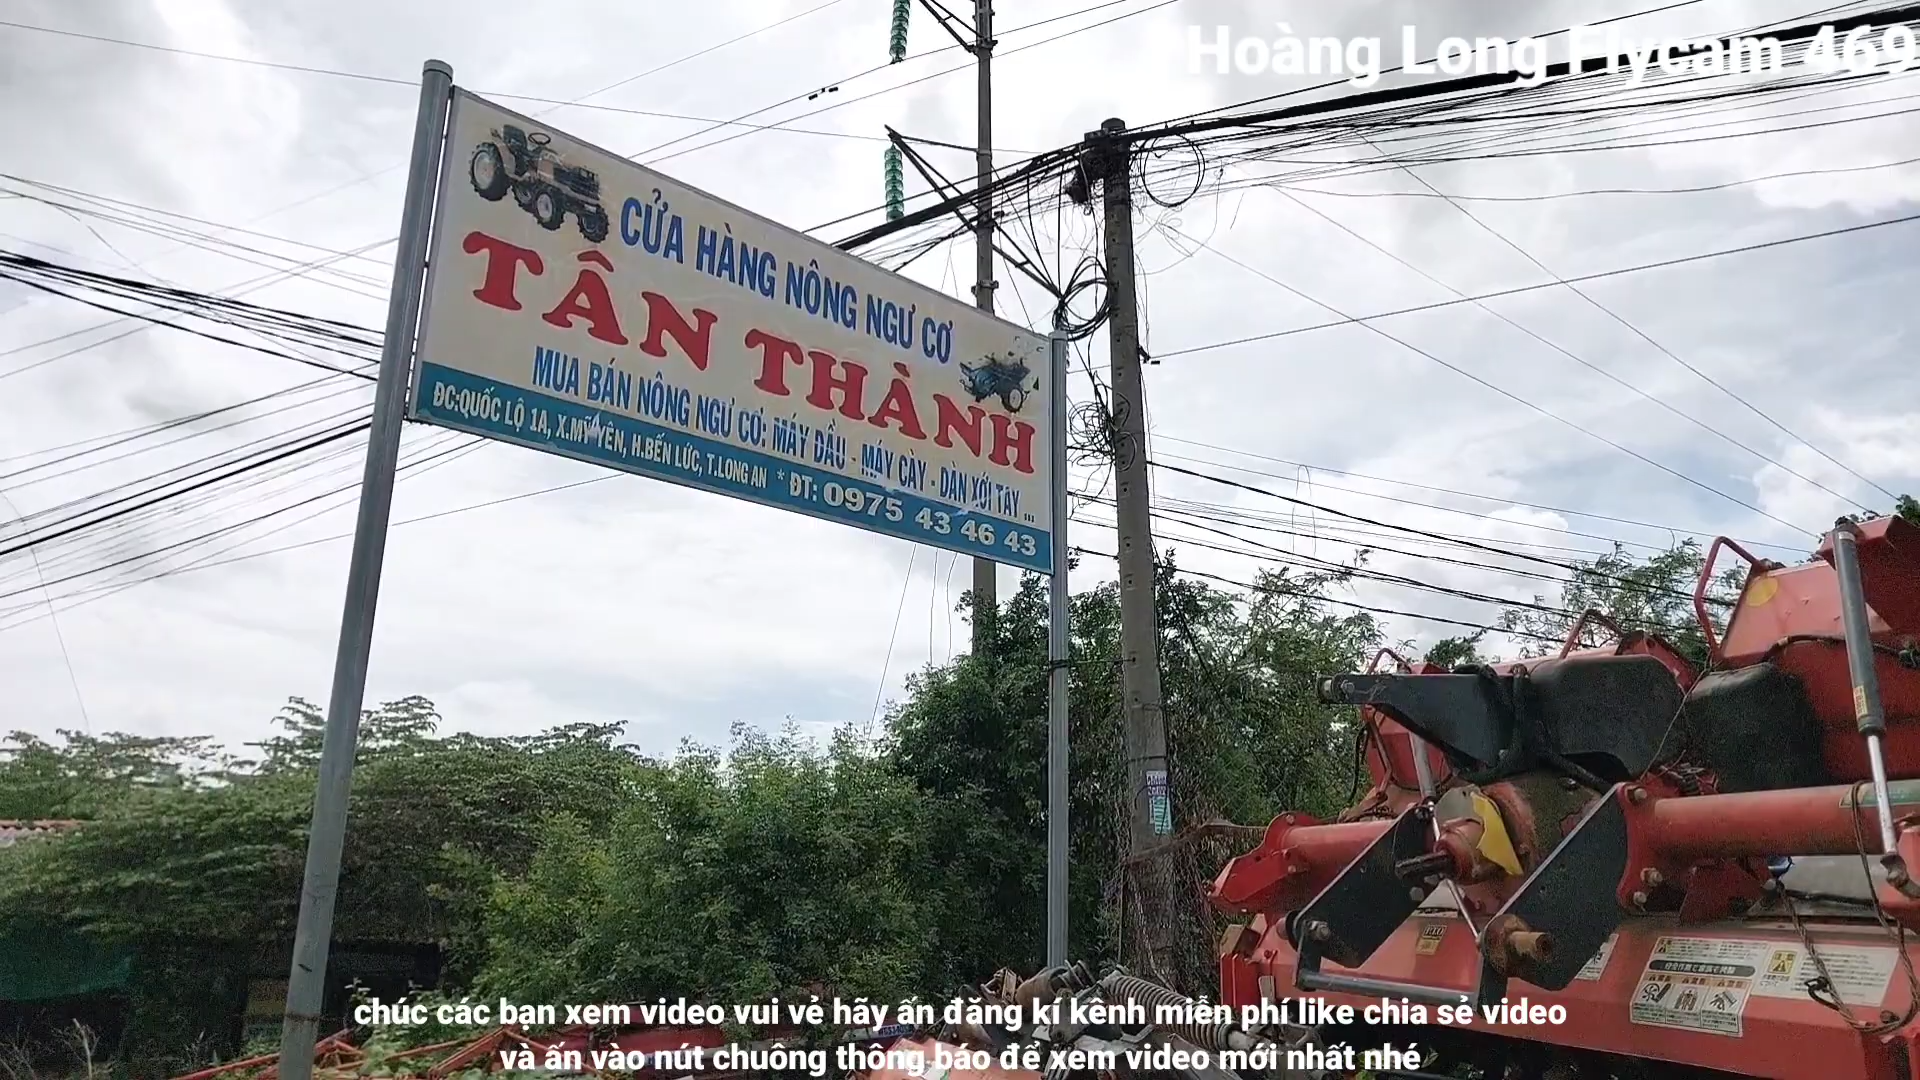 Hoàng Long Flycam 469
CỬA HÀNG NÔNG NGƯ CƠ
TÂN THÀNH
MUA BÁN NÔNG NGƯ CƠ: MÁY DẦU - MÁY CÀY - DÀN XỚI TAY ...
ĐC:QUỐC LỘ 1A, X.MỸ YÊN, H.BẾN LỨC, T.LONG AN * ĐT: 0975 43 46 43
chúc các bạn xem video vui vẻ hãy ấn đăng kí kênh miễn phí like chia sẻ video
và ấn vào nút chuông thông báo để xem video mới nhất nhé